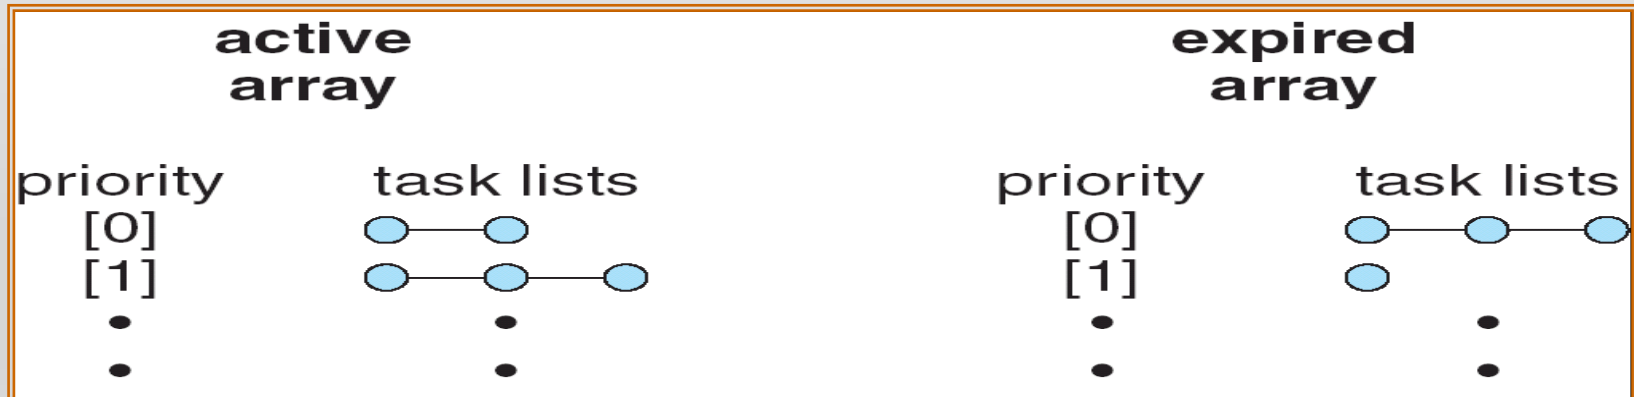 active
array
expired
array
priority task lists
[0]
[1]
priority task lists
[0]
[1]